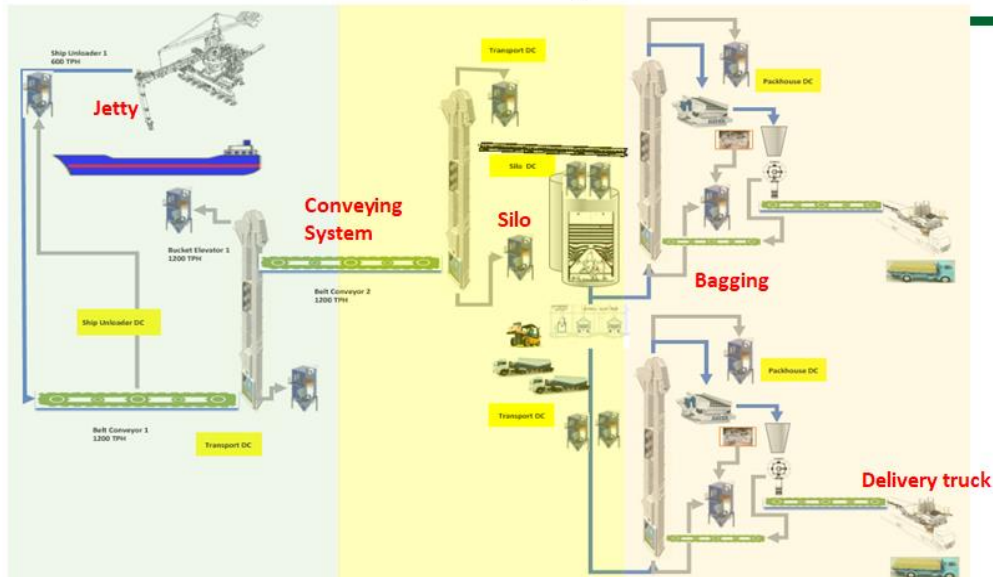 Ship Unloader 1
600 TPH
Jetty
Transport DC
Packhouse DC
Silo DC
Conveying
System
Silo
Bucket Elevator 1
1200 TPH
Belt Conveyor 2
1200 TPH
Bagging
Ship Unloader DC
Packhouse DC
Transport DC
Belt Conveyor 1
1200 TPH
Transport DC
Delivery truck